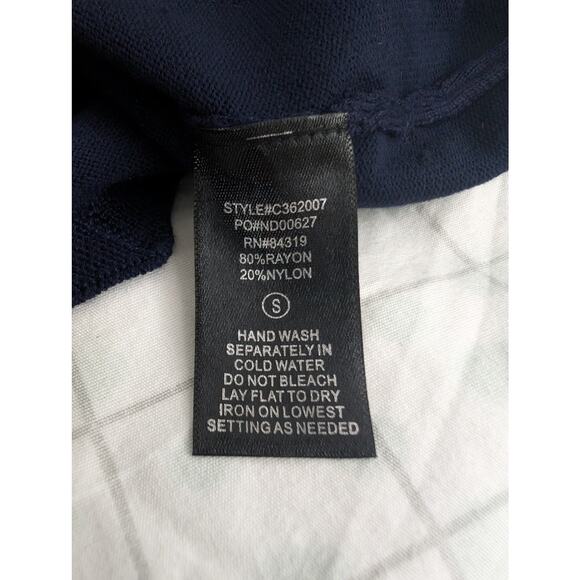 STYLE#C362007
PO#ND00627
RN#84319
80%RAYON
20%NYLON
S
HAND WASH
SEPARATELY IN
COLD WATER
DO NOT BLEACH
LAY FLAT TO DRY
IRON ON LOWEST
SETTING AS NEEDED